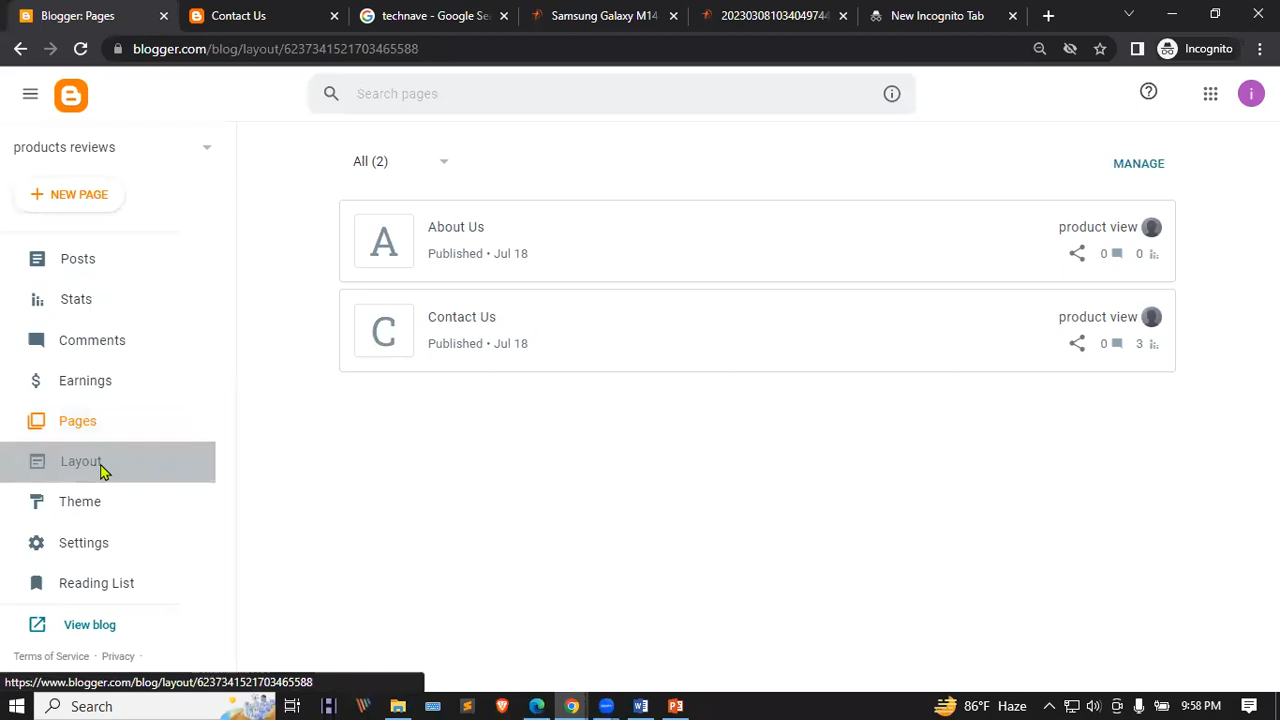 Blogger: Pages
Contact Us
technave - Google Se
Samsung Galaxy M14
20230308103404974
New Incognito Tab
blogger.com/blog/layout/6237341521703465588
Incognito
Search pages
i
products reviews
All (2)
MANAGE
NEW PAGE
A
About Us
product view
Published • Jul 18
0
0
Posts
Stats
C
Contact Us
product view
Published • Jul 18
0
3
Comments
Earnings
Pages
Layout
Theme
Settings
Reading List
View blog
Terms of Service · Privacy ·
https://www.blogger.com/blog/layout/6237341521703465588
Search
86°F Haze
9:58 PM